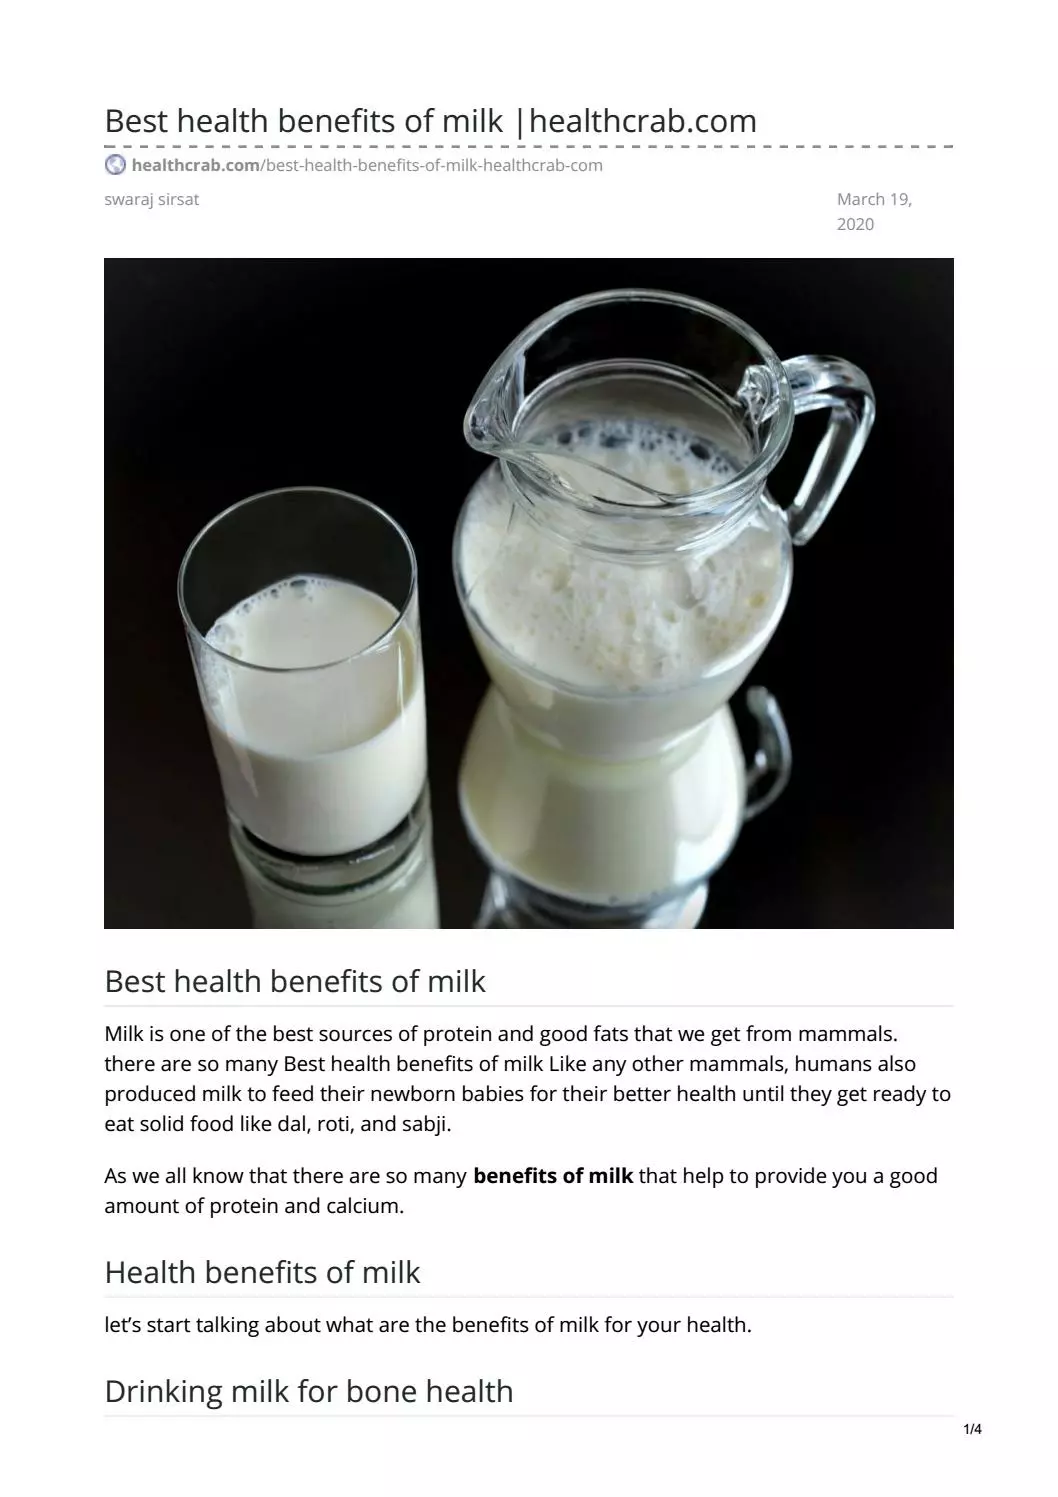 Best health benefits of milk |healthcrab.com
healthcrab.com/best-health-benefits-of-milk-healthcrab-com
swaraj sirsat
March 19,
2020
Best health benefits of milk
Milk is one of the best sources of protein and good fats that we get from mammals.
there are so many Best health benefits of milk Like any other mammals, humans also
produced milk to feed their newborn babies for their better health until they get ready to
eat solid food like dal, roti, and sabji.
As we all know that there are so many benefits of milk that help to provide you a good
amount of protein and calcium.
Health benefits of milk
let’s start talking about what are the benefits of milk for your health.
Drinking milk for bone health
1/4